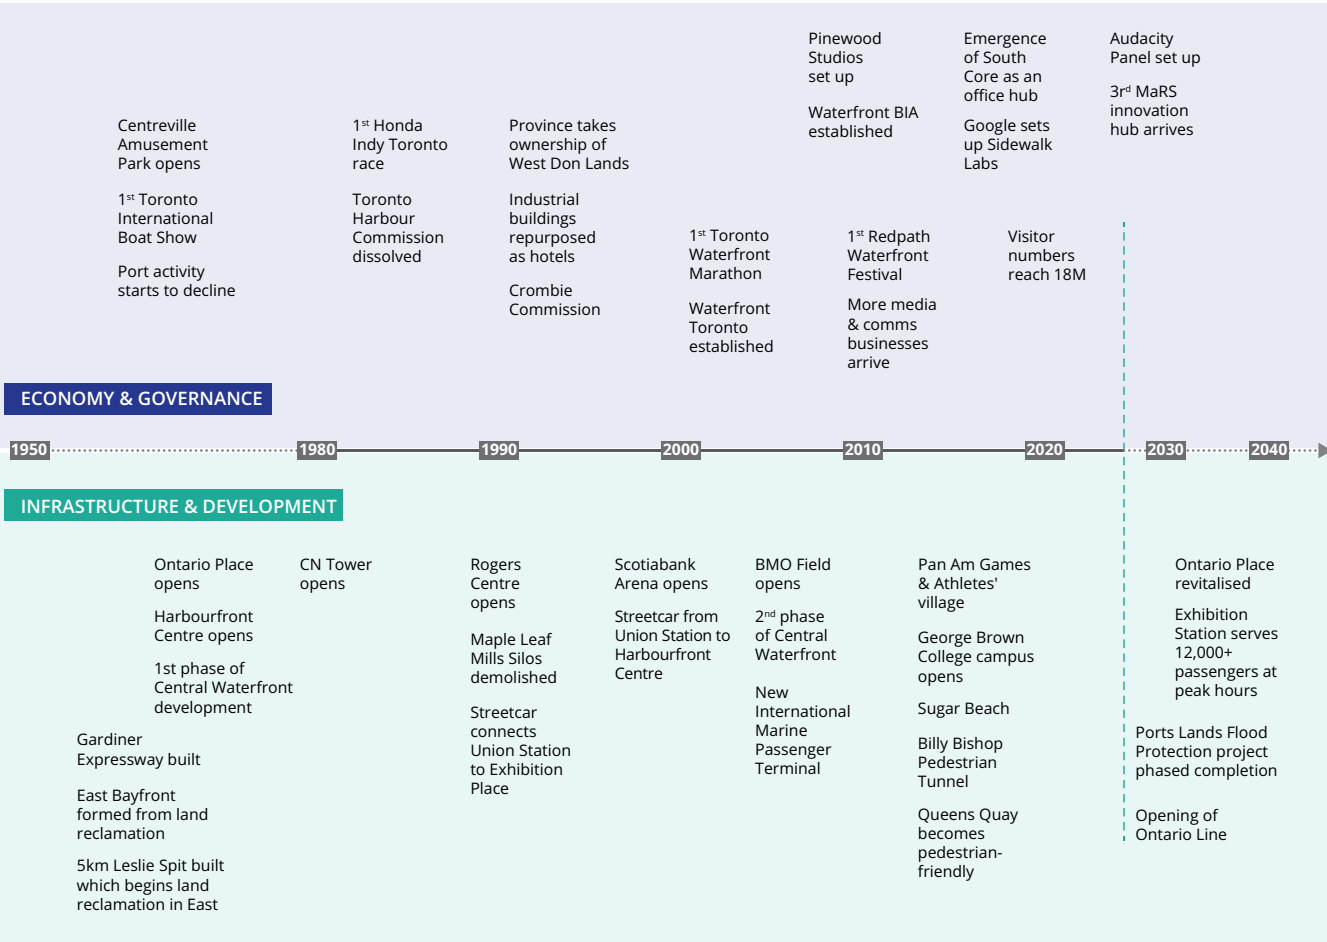 Pinewood
Studios
set up
Waterfront BIA
established
Emergence
of South
Core as an
office hub
Google sets
up Sidewalk
Labs
Audacity
Panel set up
3rd MaRS
innovation
hub arrives
Centreville
Amusement
Park opens
1st Toronto
International
Boat Show
Port activity
starts to decline
1st Honda
Indy Toronto
race
Toronto
Harbour
Commission
dissolved
Province takes
ownership of
West Don Lands
Industrial
buildings
repurposed
as hotels
Crombie
Commission
1st Toronto
Waterfront
Marathon
Waterfront
Toronto
established
1st Redpath
Waterfront
Festival
More media
& comms
businesses
arrive
Visitor
numbers
reach 18M
ECONOMY & GOVERNANCE
1950 1980 1990 2000 2010 2020 2030 2040
INFRASTRUCTURE & DEVELOPMENT
Ontario Place
opens
Harbourfront
Centre opens
1st phase of
Central Waterfront
development
Gardiner
Expressway built
East Bayfront
formed from land
reclamation
5km Leslie Spit built
which begins land
reclamation in East
CN Tower
opens
Rogers
Centre
opens
Maple Leaf
Mills Silos
demolished
Streetcar
connects
Union Station
to Exhibition
Place
Scotiabank
Arena opens
Streetcar from
Union Station to
Harbourfront
Centre
BMO Field
opens
2nd phase
of Central
Waterfront
New
International
Marine
Passenger
Terminal
Pan Am Games
& Athletes'
village
George Brown
College campus
opens
Sugar Beach
Billy Bishop
Pedestrian
Tunnel
Queens Quay
becomes
pedestrian-
friendly
Ontario Place
revitalised
Exhibition
Station serves
12,000+
passengers at
peak hours
Ports Lands Flood
Protection project
phased completion
Opening of
Ontario Line